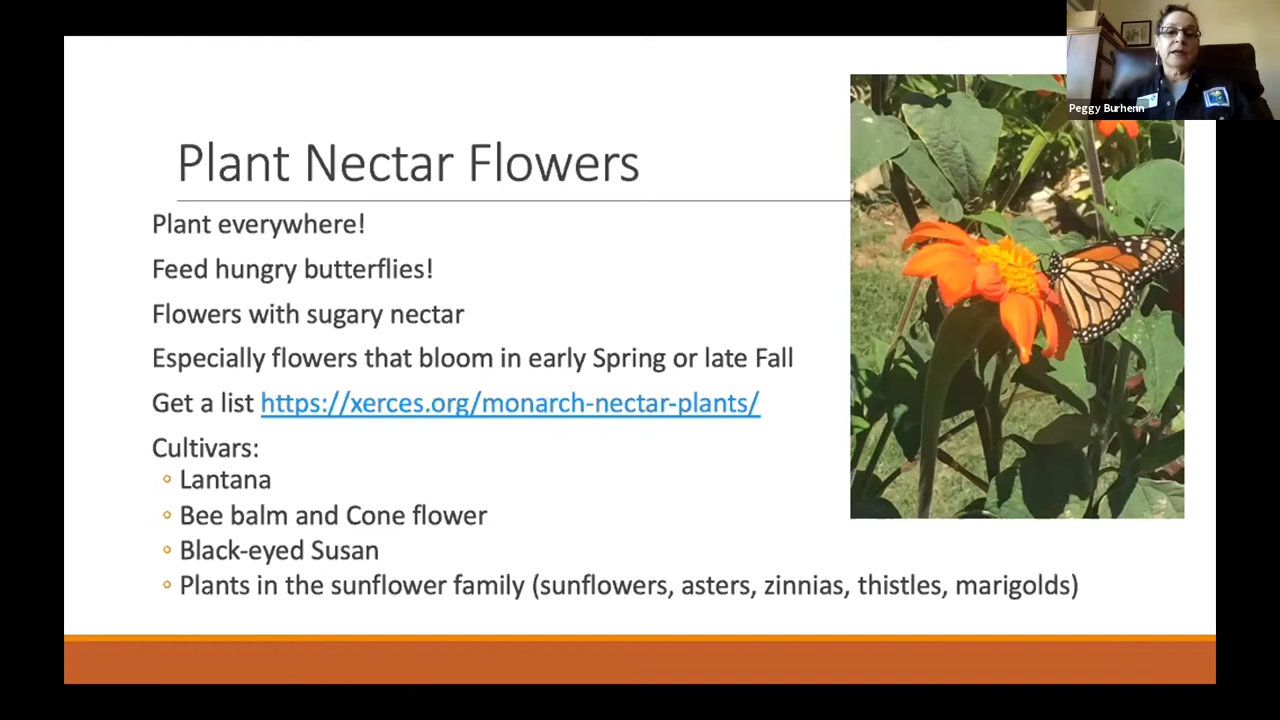 Peggy Burhenn
Plant Nectar Flowers
Plant everywhere!
Feed hungry butterflies!
Flowers with sugary nectar
Especially flowers that bloom in early Spring or late Fall
Get a list https://xerces.org/monarch-nectar-plants/
Cultivars:
Lantana
Bee balm and Cone flower
Black-eyed Susan
Plants in the sunflower family (sunflowers, asters, zinnias, thistles, marigolds)